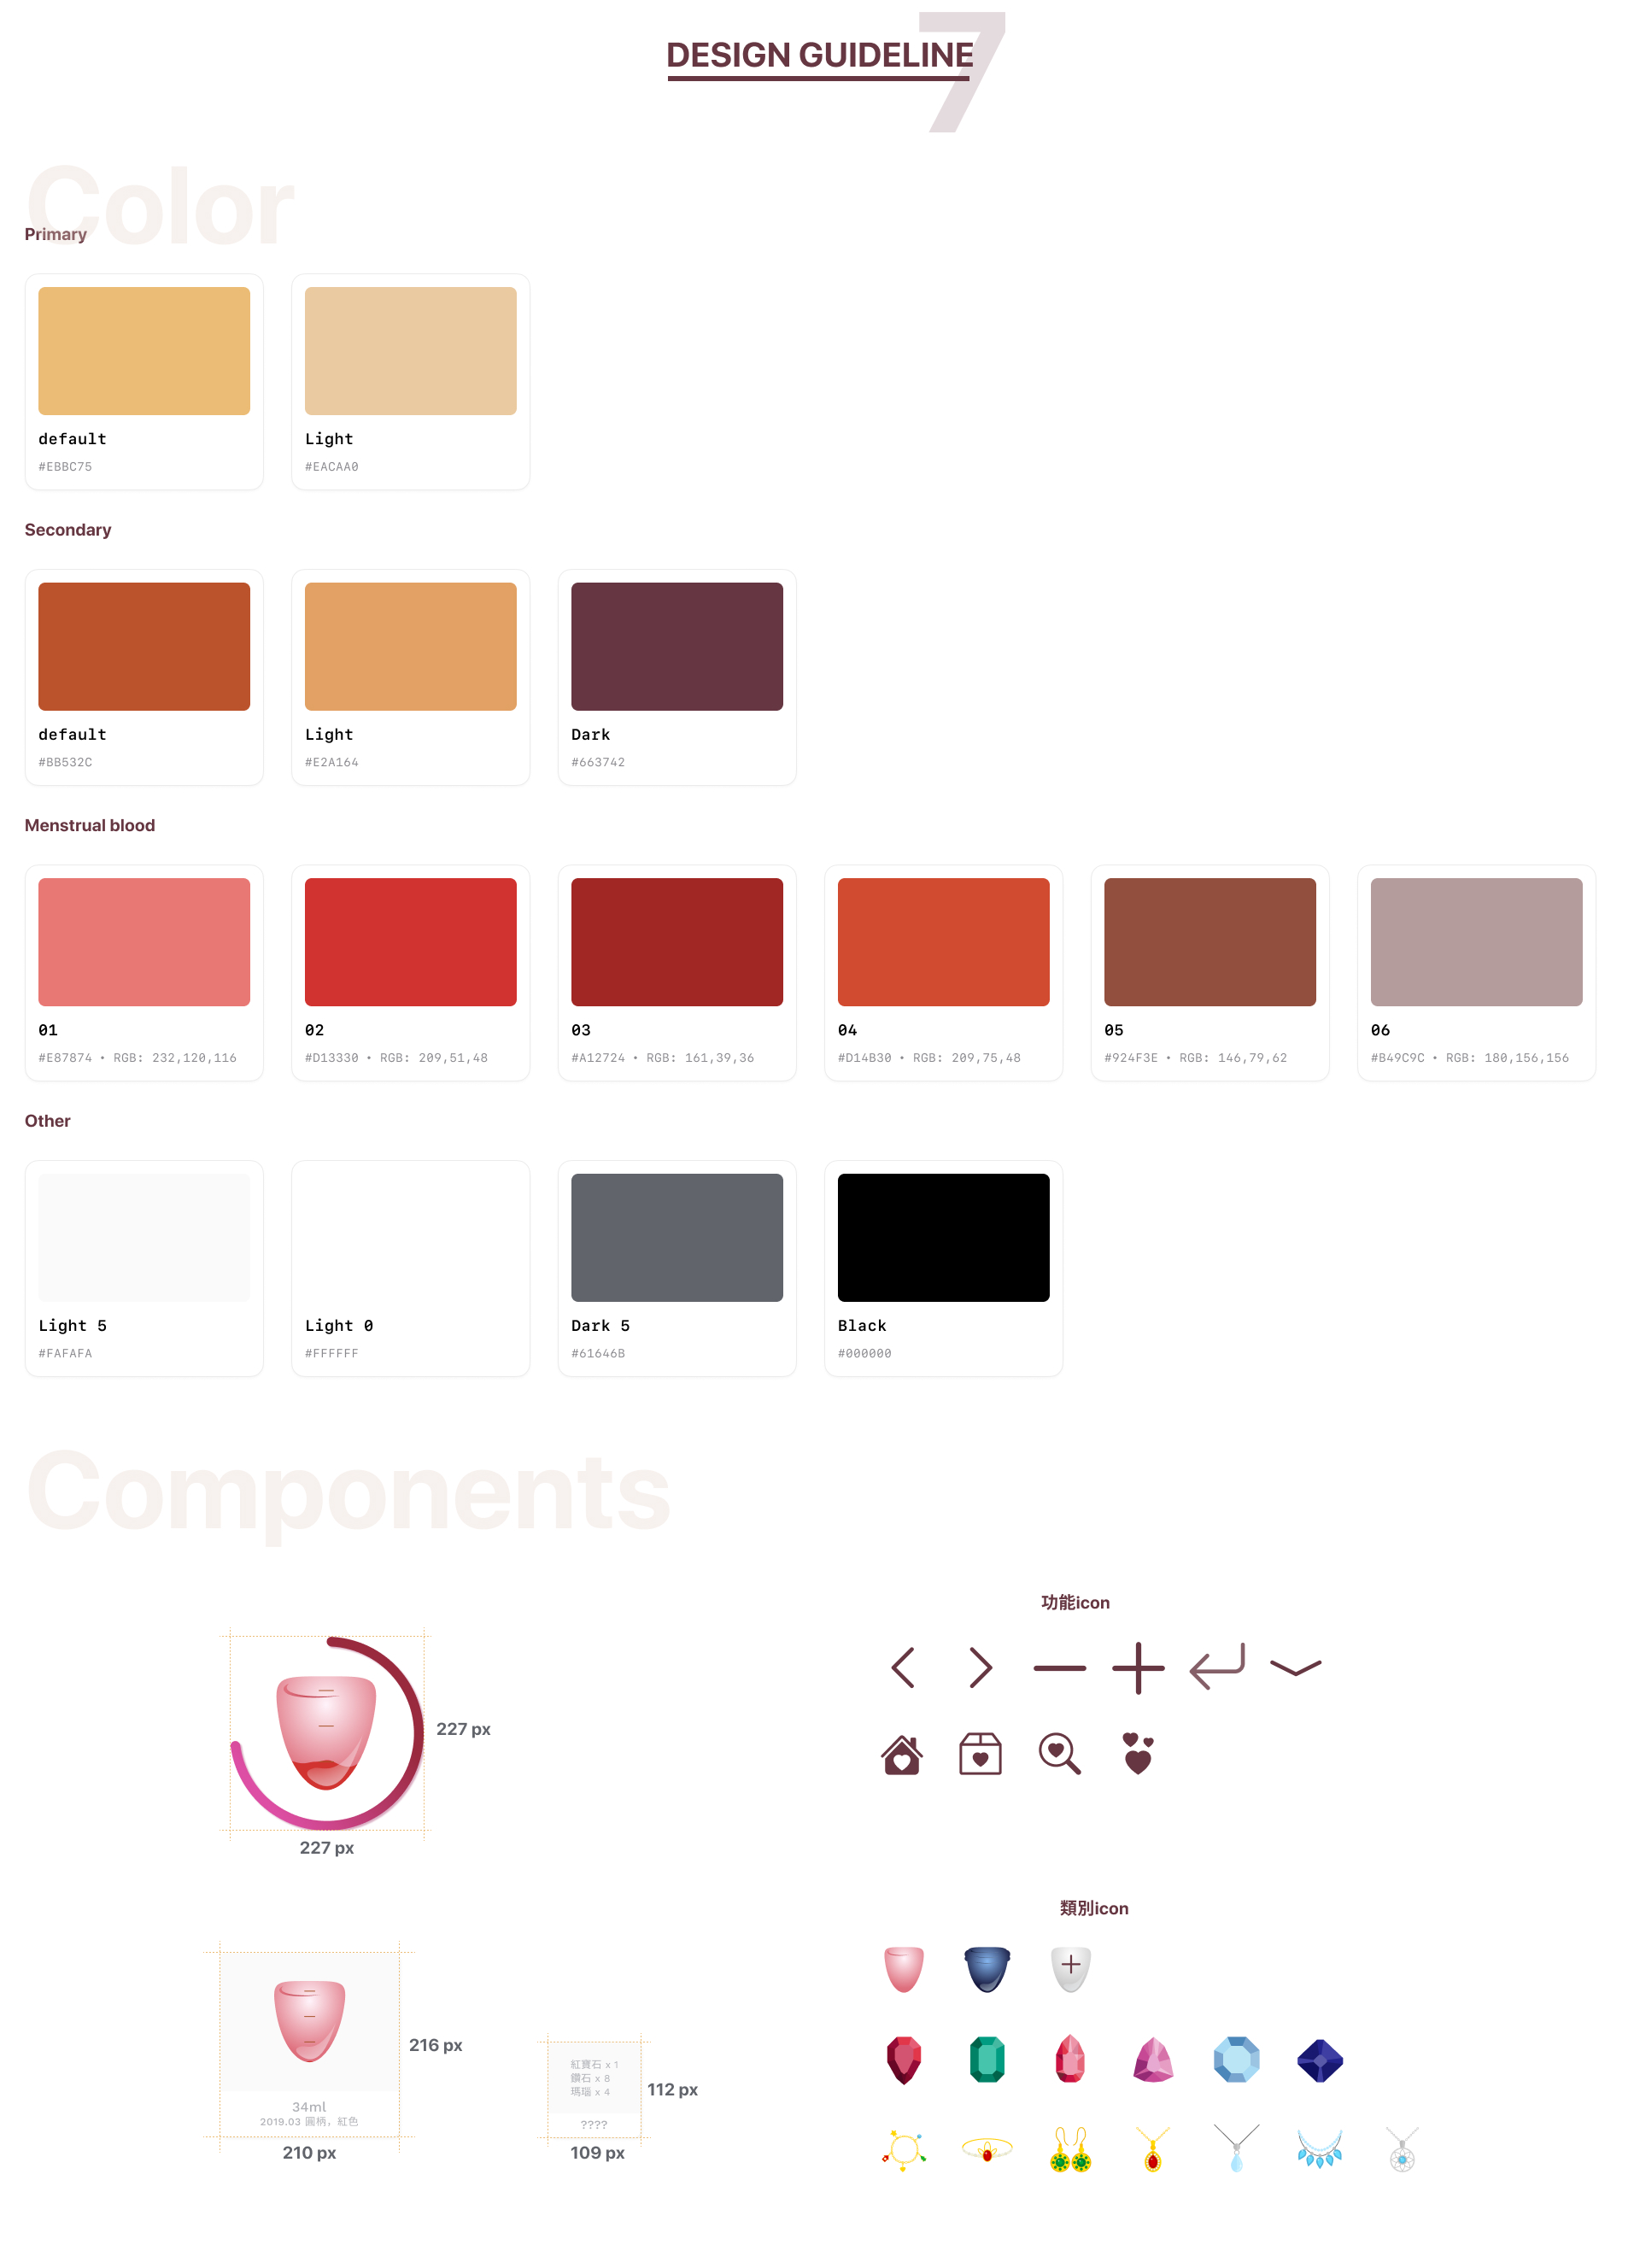 7
DESIGN GUIDELINE
Color
Primary
default
#EBBC75
Light
#EACAA0
Secondary
default
#BB532C
Light
#E2A164
Dark
#663742
Menstrual blood
01
#E87874 • RGB: 232,120,116
02
#D13330 • RGB: 209,51,48
03
#A12724 • RGB: 161,39,36
04
#D14B30 • RGB: 209,75,48
05
#924F3E • RGB: 146,79,62
06
#B49C9C • RGB: 180,156,156
Other
Light 5
#FAFAFA
Light 0
#FFFFFF
Dark 5
#61646B
Black
#000000
Components
227 px
227 px
功能icon
類別icon
34ml
2019.03 圓柄，紅色
216 px
210 px
紅寶石 x 1
鑽石 x 8
瑪瑙 x 4
????
112 px
109 px